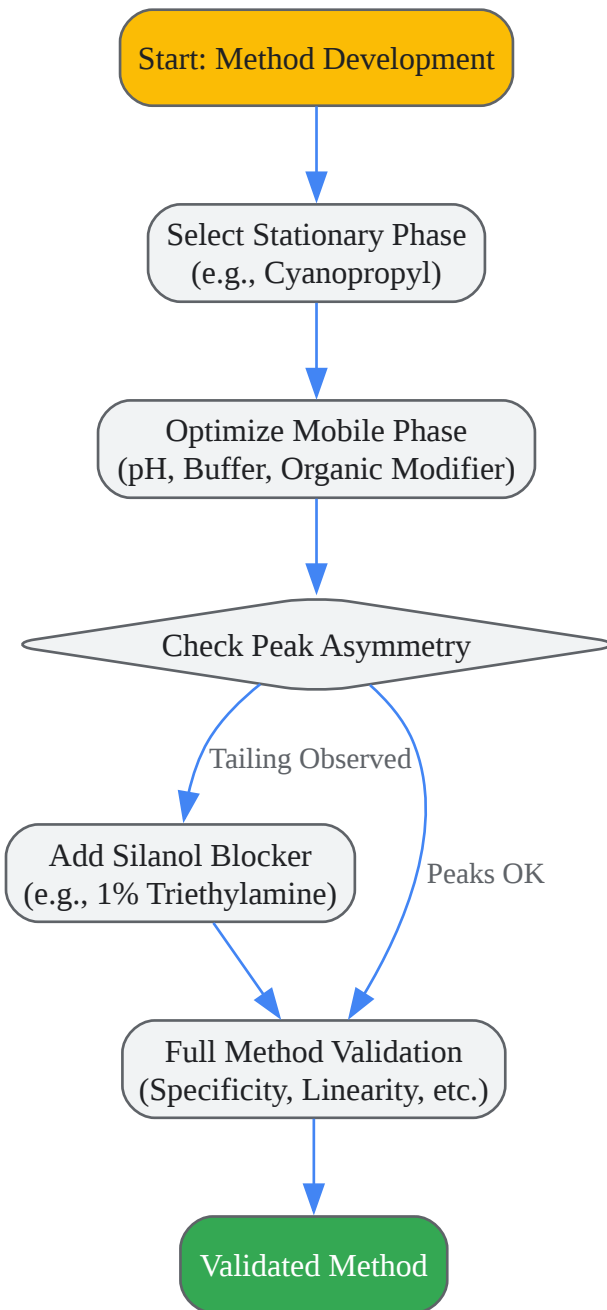 Start: Method Development
Select Stationary Phase
(e.g., Cyanopropyl)
Optimize Mobile Phase
(pH, Buffer, Organic Modifier)
Check Peak Asymmetry
Tailing Observed
Add Silanol Blocker
(e.g., 1% Triethylamine)
Peaks OK
Full Method Validation
(Specificity, Linearity, etc.)
Validated Method